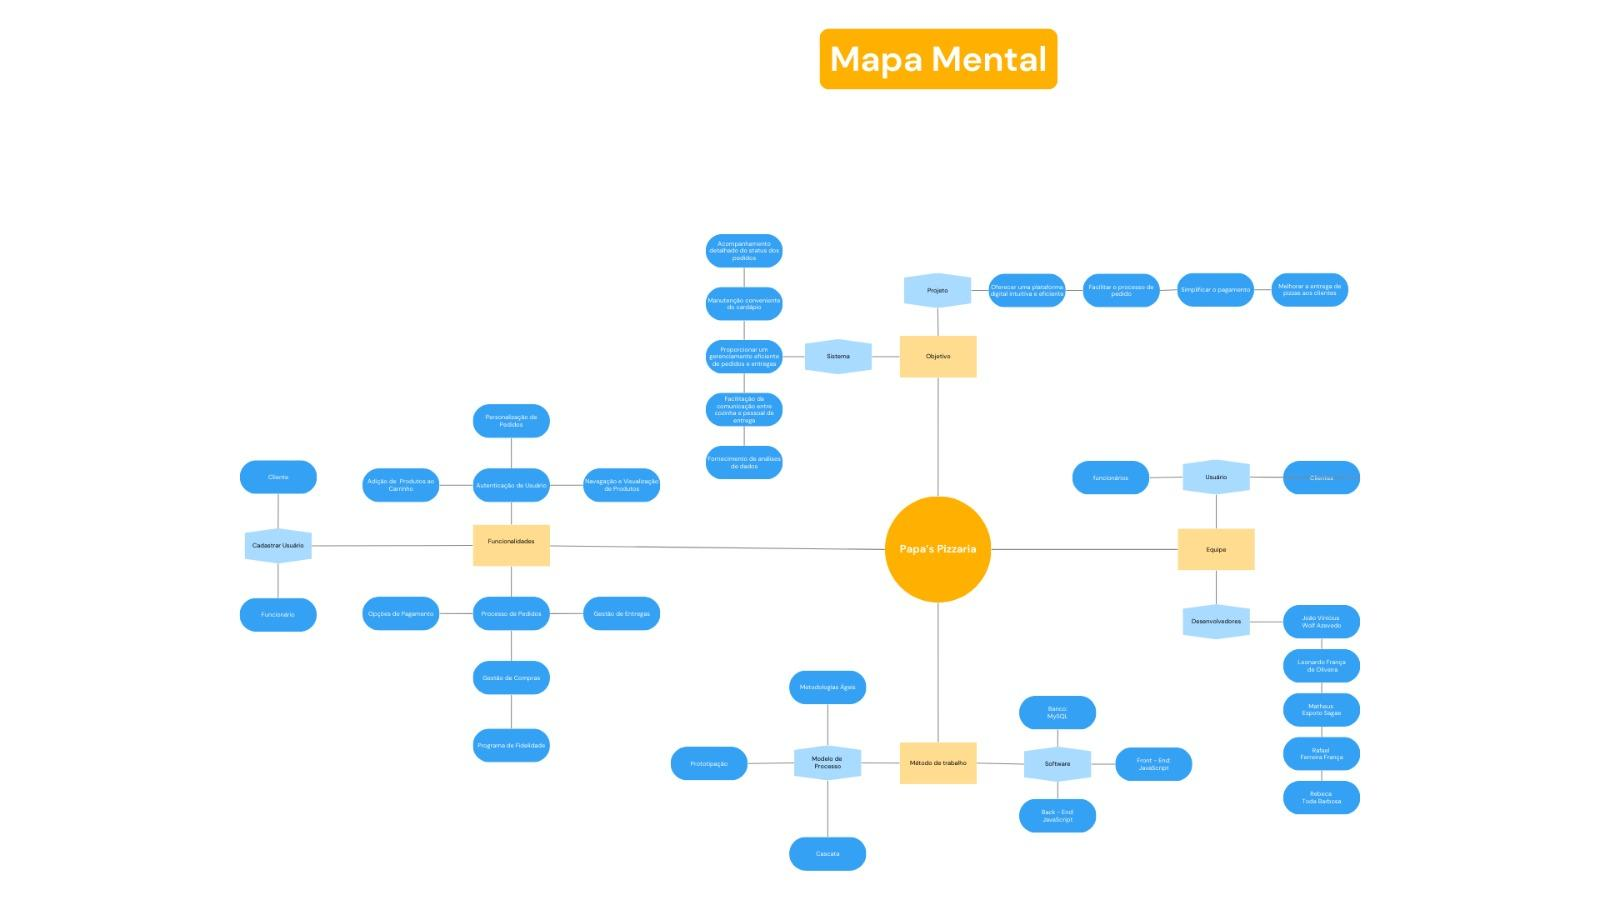 Mapa Mental
Acompanhamento
detalhado do status dos
pedidos
Manutenção conveniente
do cardápio
Proporcionar um
gerenciamento eficiente
de pedidos e entregas
Facilitação da
comunicação entre
cozinha e pessoal de
entrega
Fornecimento de análises
de dados
Sistema
Objetivo
Projeto
Oferecer uma plataforma
digital intuitiva e eficiente
Facilitar o processo de
pedido
Simplificar o pagamento
Melhorar a entrega de
pizzas aos clientes
Personalização de
Pedidos
Adição de Produtos ao
Carrinho
Autenticação de Usuário
Navegação e Visualização
de Produtos
Cliente
Cadastrar Usuário
Funcionário
Funcionalidades
Opções de Pagamento
Processo de Pedidos
Gestão de Entregas
Gestão de Compras
Programa de Fidelidade
Papa's Pizzaria
funcionários
Usuário
Clientes
Equipe
Desenvolvedores
João Vinícius
Wolf Azevedo
Leonardo França
de Oliveira
Matheus
Espoto Sagae
Rafael
Ferreira França
Rebeca
Toda Barbosa
Metodologias Ágeis
Prototipação
Modelo de
Processo
Cascata
Método de trabalho
Banco:
MySQL
Software
Front - End:
JavaScript
Back - End:
JavaScript